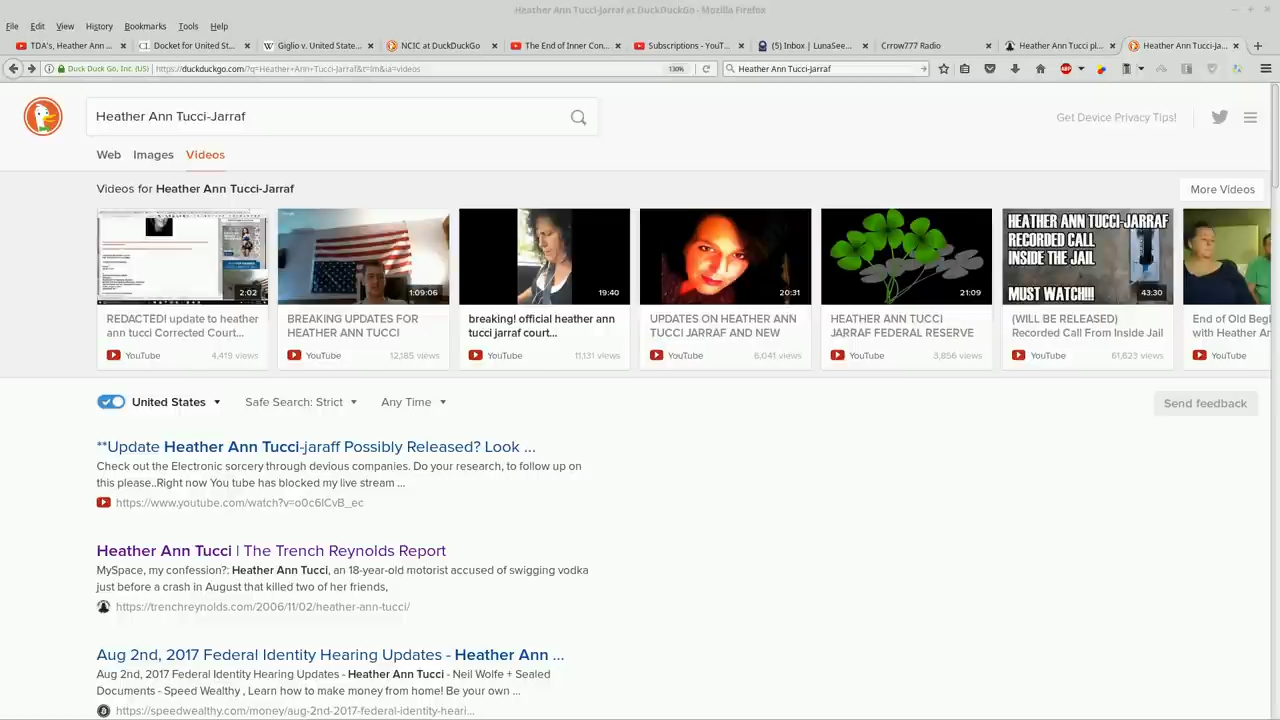 Heather Ann Tucci-Jarraf at DuckDuckGo - Mozilla Firefox
File Edit View History Bookmarks Tools Help
TDA's, Heather Ann ... Docket for United St... Giglio v. United State... NCIC at DuckDuckGo The End of Inner Con... Subscriptions - YouT... (5) Inbox | LunaSee... Crrow777 Radio Heather Ann Tucci pl... Heather Ann Tucci-Ja...
Duck Duck Go, Inc. (US) https://duckduckgo.com/?q=Heather+Ann+Tucci-Jarraf&t=lm&ia=videos 130% Heather Ann Tucci-Jarraf
Heather Ann Tucci-Jarraf
Get Device Privacy Tips!
Web Images Videos
Videos for Heather Ann Tucci-Jarraf
More Videos
2:02
REDACTED! update to heather
ann tucci Corrected Court...
YouTube 4,419 views
1:09:06
BREAKING UPDATES FOR
HEATHER ANN TUCCI
YouTube 12,185 views
19:40
breaking! official heather ann
tucci jarraf court...
YouTube 11,131 views
20:31
UPDATES ON HEATHER ANN
TUCCI JARRAF AND NEW
YouTube 6,041 views
21:09
HEATHER ANN TUCCI
JARRAF FEDERAL RESERVE
YouTube 3,856 views
HEATHER ANN TUCCI-JARRAF
RECORDED CALL
INSIDE THE JAIL
MUST WATCH!!!
43:30
(WILL BE RELEASED)
Recorded Call From Inside Jail
YouTube 61,623 views
End of Old Beg
with Heather A
YouTube
United States Safe Search: Strict Any Time
Send feedback
**Update Heather Ann Tucci-jaraff Possibly Released? Look ...
Check out the Electronic sorcery through devious companies. Do your research, to follow up on
this please..Right now You tube has blocked my live stream ...
https://www.youtube.com/watch?v=o0c6ICvB_ec
Heather Ann Tucci | The Trench Reynolds Report
MySpace, my confession?: Heather Ann Tucci, an 18-year-old motorist accused of swigging vodka
just before a crash in August that killed two of her friends,
https://trenchreynolds.com/2006/11/02/heather-ann-tucci/
Aug 2nd, 2017 Federal Identity Hearing Updates - Heather Ann ...
Aug 2nd, 2017 Federal Identity Hearing Updates - Heather Ann Tucci - Neil Wolfe + Sealed
Documents - Speed Wealthy , Learn how to make money from home! Be your own ...
https://speedwealthy.com/money/aug-2nd-2017-federal-identity-heari...